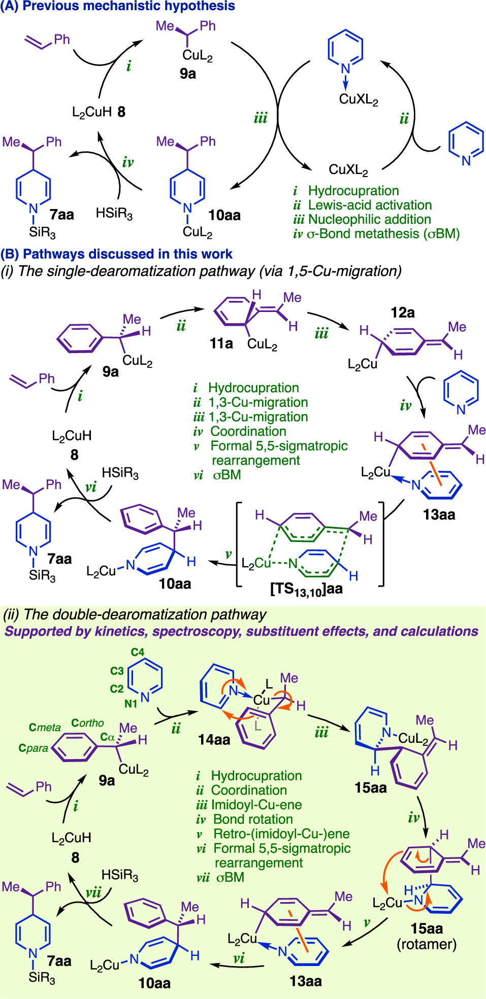 (A) Previous mechanistic hypothesis
Me Ph
Ph
CuL2
9a
i
N
CuXL2
L2CuH 8
iii
ii
Me Ph
Me Ph
iv
N
CuXL2
N
7aa
HSiR3
N
10aa
SiR3
CuL2
i Hydrocupration
ii Lewis-acid activation
iii Nucleophilic addition
iv σ-Bond metathesis (σBM)
(B) Pathways discussed in this work
(i) The single-dearomatization pathway (via 1,5-Cu-migration)
H
Me
H
CuL2
11a
ii
iii
12a
H
Me
H
L2Cu
Me
H
CuL2
9a
Ph
i
N
iv
i Hydrocupration
ii 1,3-Cu-migration
iii 1,3-Cu-migration
iv Coordination
v Formal 5,5-sigmatropic
rearrangement
vi σBM
L2CuH
8
H
Me
H
L2Cu
N
13aa
HSiR3
Me Ph
vi
N
7aa
SiR3
Me
H
N
H
L2Cu
10aa
v
H
Me
H
L2Cu
N
H
[TS13,10]aa
(ii) The double-dearomatization pathway
Supported by kinetics, spectroscopy, substituent effects, and calculations
C4
C3
C2
N1
N
ii
N
L
Cu
Me
H
L
14aa
iii
Cmeta
Cortho
Cpara
Cα
Me
H
CuL2
9a
N
CuL2
Me
H
H
15aa
Ph
i
i Hydrocupration
ii Coordination
iii Imidoyl-Cu-ene
iv Bond rotation
v Retro-(imidoyl-Cu-)ene
vi Formal 5,5-sigmatropic
rearrangement
vii σBM
iv
L2CuH
8
H
Me
H
H
L2Cu
N
15aa
(rotamer)
v
HSiR3
Me Ph
vii
N
7aa
SiR3
Me
H
N
H
L2Cu
10aa
vi
H
Me
H
L2Cu
N
13aa